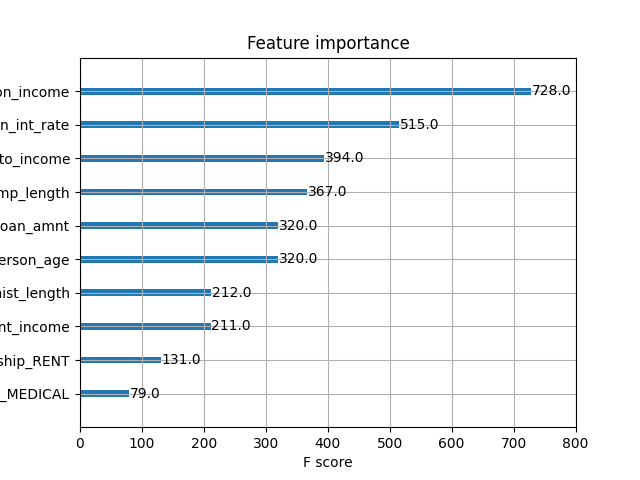 Feature importance
on_income 728.0
n_int_rate 515.0
to_income 394.0
mp_length 367.0
oan_amnt 320.0
erson_age 320.0
hist_length 212.0
nt_income 211.0
ship_RENT 131.0
_MEDICAL 79.0
0 100 200 300 400 500 600 700 800
F score